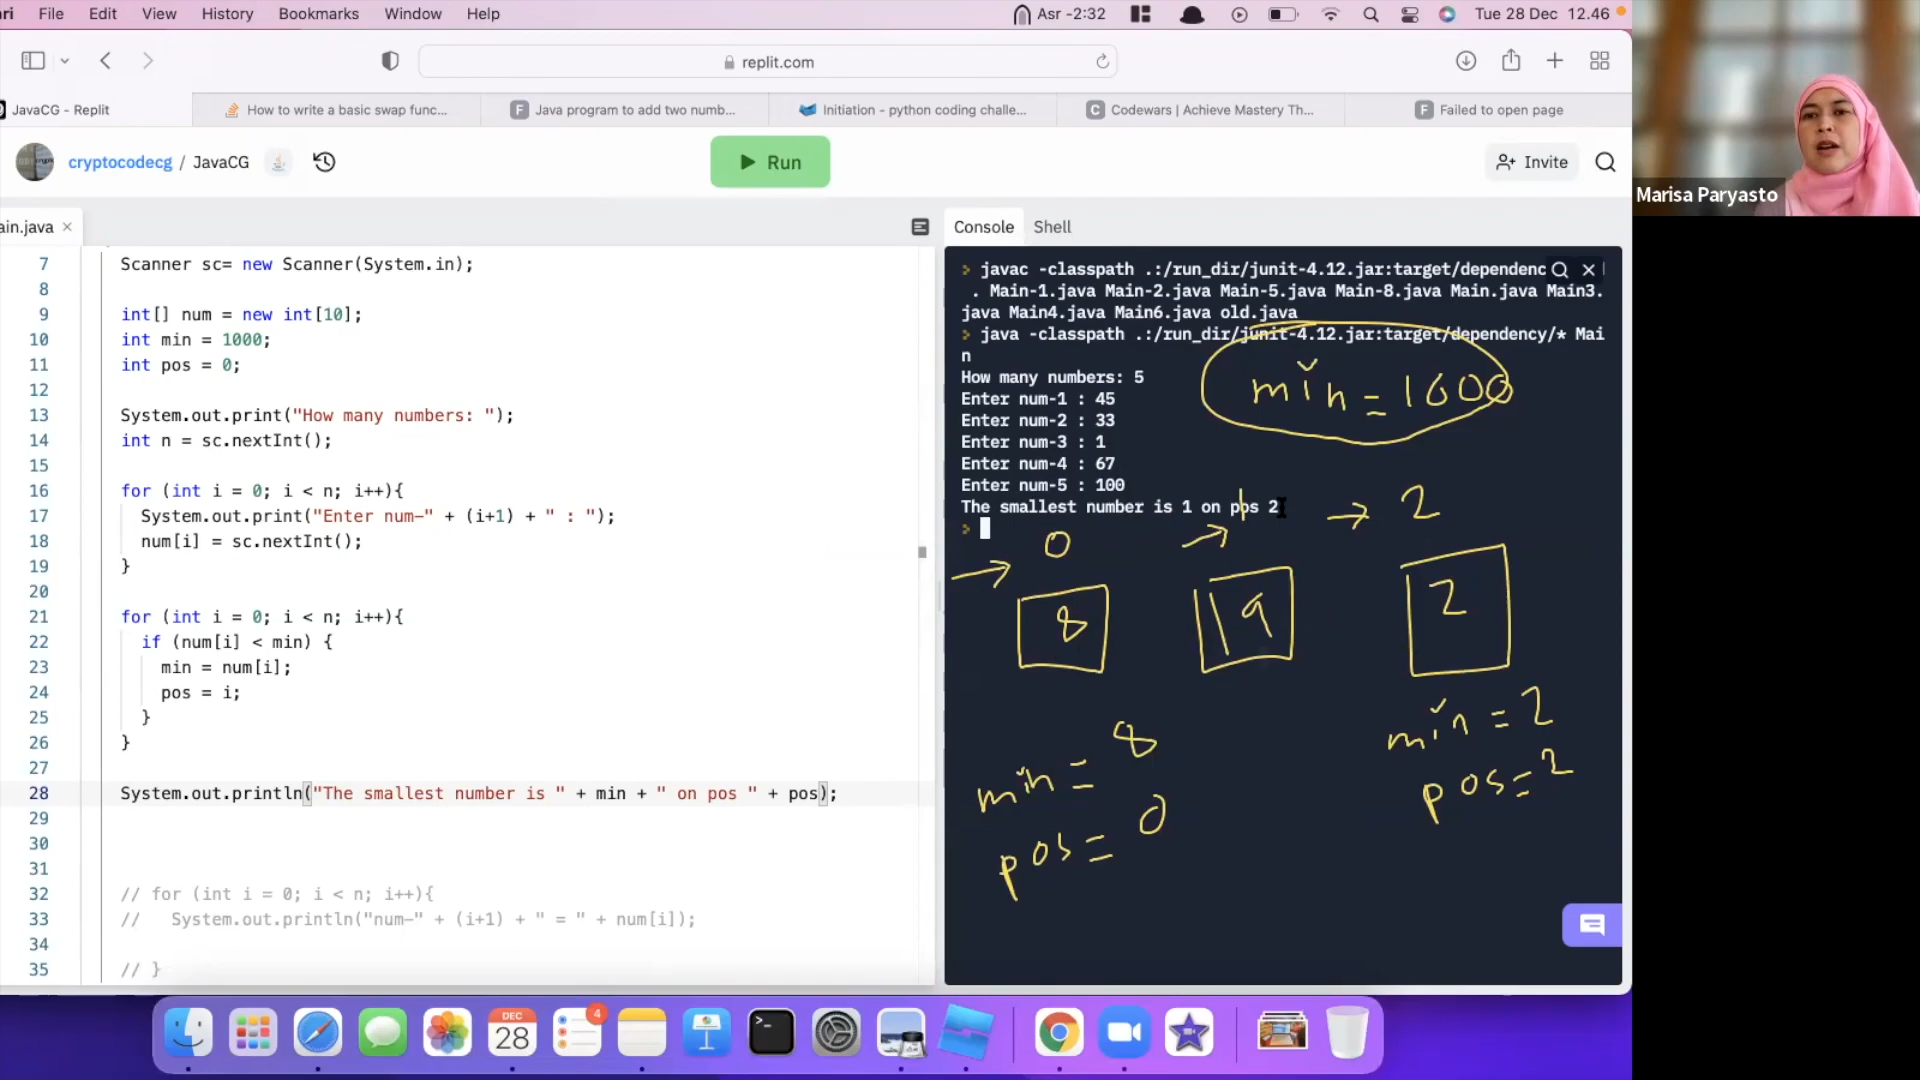 ri File Edit View History Bookmarks Window Help Asr -2:32 Tue 28 Dec 12.46
replit.com
JavaCG - Replit How to write a basic swap func... Java program to add two numb... Initiation - python coding challe... Codewars | Achieve Mastery Th... Failed to open page
cryptocodecg / JavaCG Run Invite
ain.java ×
7 Scanner sc= new Scanner(System.in);
8
9 int[] num = new int[10];
10 int min = 1000;
11 int pos = 0;
12
13 System.out.print("How many numbers: ");
14 int n = sc.nextInt();
15
16 for (int i = 0; i < n; i++){
17 System.out.print("Enter num-" + (i+1) + " : ");
18 num[i] = sc.nextInt();
19 }
20
21 for (int i = 0; i < n; i++){
22 if (num[i] < min) {
23 min = num[i];
24 pos = i;
25 }
26 }
27
28 System.out.println("The smallest number is " + min + " on pos " + pos);
29
30
31
32 // for (int i = 0; i < n; i++){
33 // System.out.println("num-" + (i+1) + " = " + num[i]);
34
35 // }
Console Shell
> javac -classpath .:/run_dir/junit-4.12.jar:target/dependenc
. Main-1.java Main-2.java Main-5.java Main-8.java Main.java Main3.
java Main4.java Main6.java old.java
> java -classpath .:/run_dir/junit-4.12.jar:target/dependency/* Mai
n
How many numbers: 5
Enter num-1 : 45
Enter num-2 : 33
Enter num-3 : 1
Enter num-4 : 67
Enter num-5 : 100
The smallest number is 1 on pos 2
>
min = 1000
→ 0 → 1 → 2
8 19 2
min = 8
pos = 0
min = 2
pos = 2
Marisa Paryasto
DEC
28
4